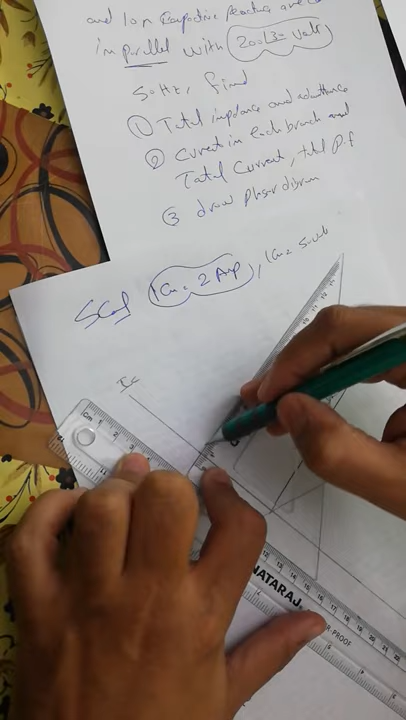 and 10Ω Capacitive reactance are
in parallel with 20∠30 Volt
50Hz, find
① Total impedance and admittance
② Current in each branch and
Total Current, total P.f
③ draw phasor diagram
Scal 1Cm = 2 Amp, 1Cm = 5 volt
Ic
NATARAJ